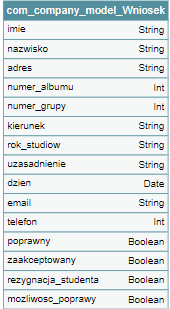 com_company_model_Wniosek
imie String
nazwisko String
adres String
numer_albumu Int
numer_grupy Int
kierunek String
rok_studiow String
uzasadnienie String
dzien Date
email String
telefon Int
poprawny Boolean
zaakceptowany Boolean
rezygnacja_studenta Boolean
mozliwosc_poprawy Boolean